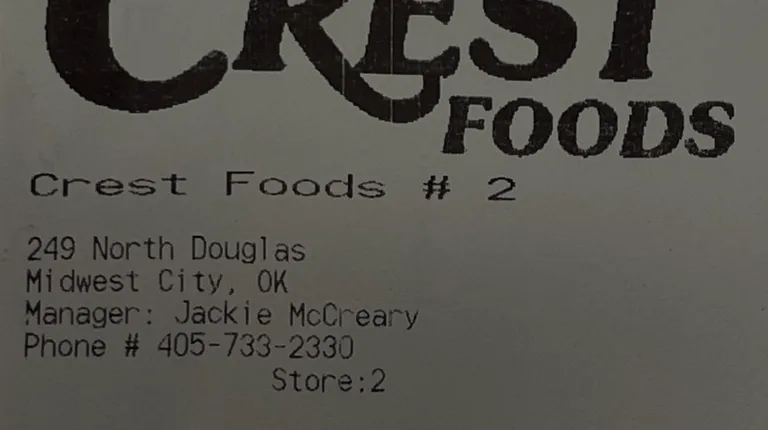 CREST
FOODS
Crest Foods # 2
249 North Douglas
Midwest City, OK
Manager: Jackie McCreary
Phone # 405-733-2330
Store:2